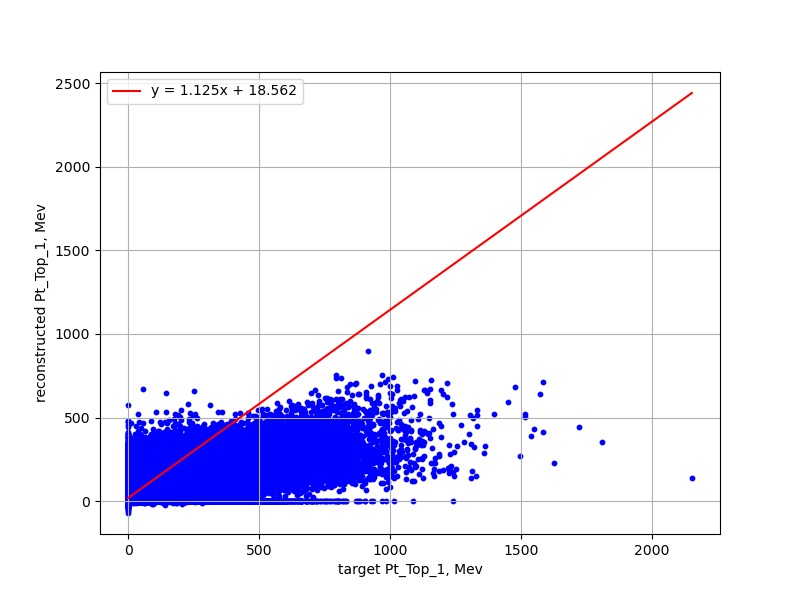 y = 1.125x + 18.562
2500
2000
1500
1000
500
0
reconstructed Pt_Top_1, Mev
0 500 1000 1500 2000
target Pt_Top_1, Mev